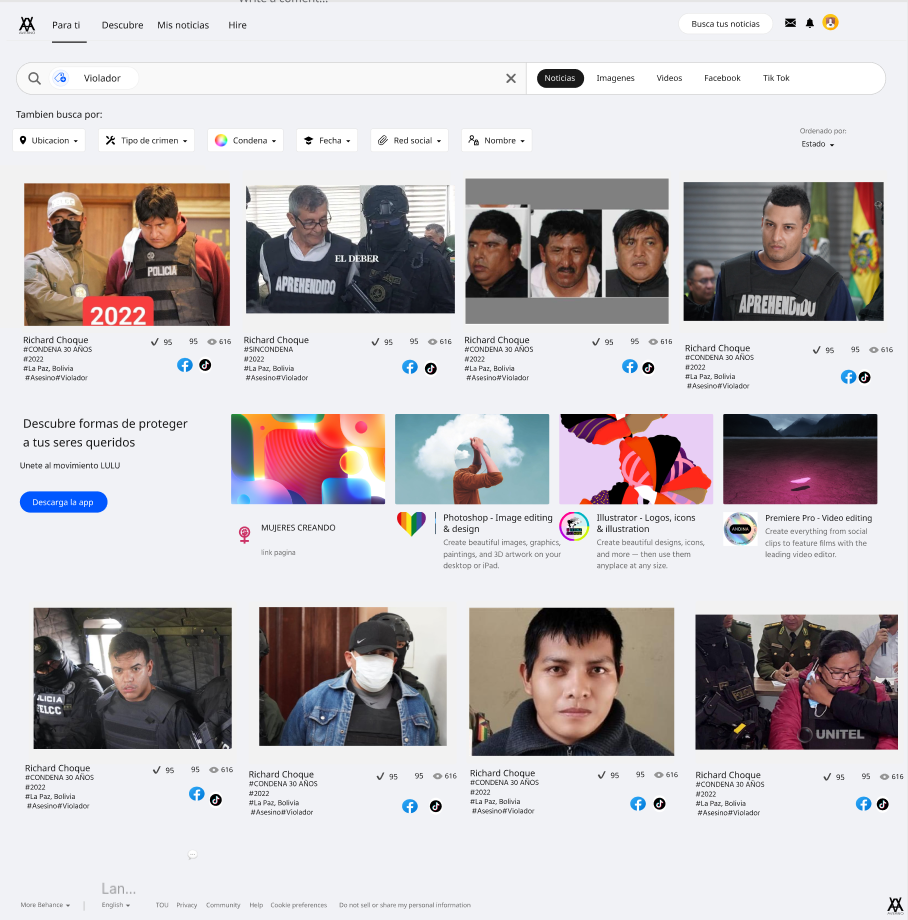 Write a coment...
Para ti
Descubre
Mis noticias
Hire
Busca tus noticias
Violador
Noticias
Imagenes
Videos
Facebook
Tik Tok
Tambien busca por:
Ubicacion
Tipo de crimen
Condena
Fecha
Red social
Nombre
Ordenado por:
Estado
POLICIA
2022
EL DEBER
APREHENDIDO
APREHENDIDO
Richard Choque
95
95
616
#CONDENA 30 AÑOS
#2022
#La Paz, Bolivia
#Asesino#Violador
Richard Choque
95
95
616
#SINCONDENA
#2022
#La Paz, Bolivia
#Asesino#Violador
Richard Choque
95
95
616
#CONDENA 30 AÑOS
#2022
#La Paz, Bolivia
#Asesino#Violador
Richard Choque
95
95
616
#CONDENA 30 AÑOS
#2022
#La Paz, Bolivia
#Asesino#Violador
Descubre formas de proteger
a tus seres queridos
Unete al movimiento LULU
Descarga la app
MUJERES CREANDO
link pagina
Photoshop - Image editing
& design
Create beautiful images, graphics,
paintings, and 3D artwork on your
desktop or iPad.
Illustrator - Logos, icons
& illustration
Create beautiful designs, icons,
and more — then use them
anyplace at any size.
ANDINA
Premiere Pro - Video editing
Create everything from social
clips to feature films with the
leading video editor.
UNITEL
Richard Choque
95
95
616
#CONDENA 30 AÑOS
#2022
#La Paz, Bolivia
#Asesino#Violador
Richard Choque
95
95
616
#CONDENA 30 AÑOS
#2022
#La Paz, Bolivia
#Asesino#Violador
Richard Choque
95
95
616
#CONDENA 30 AÑOS
#2022
#La Paz, Bolivia
#Asesino#Violador
Richard Choque
95
95
616
#CONDENA 30 AÑOS
#2022
#La Paz, Bolivia
#Asesino#Violador
Lan...
More Behance
English
TOU
Privacy
Community
Help
Cookie preferences
Do not sell or share my personal information